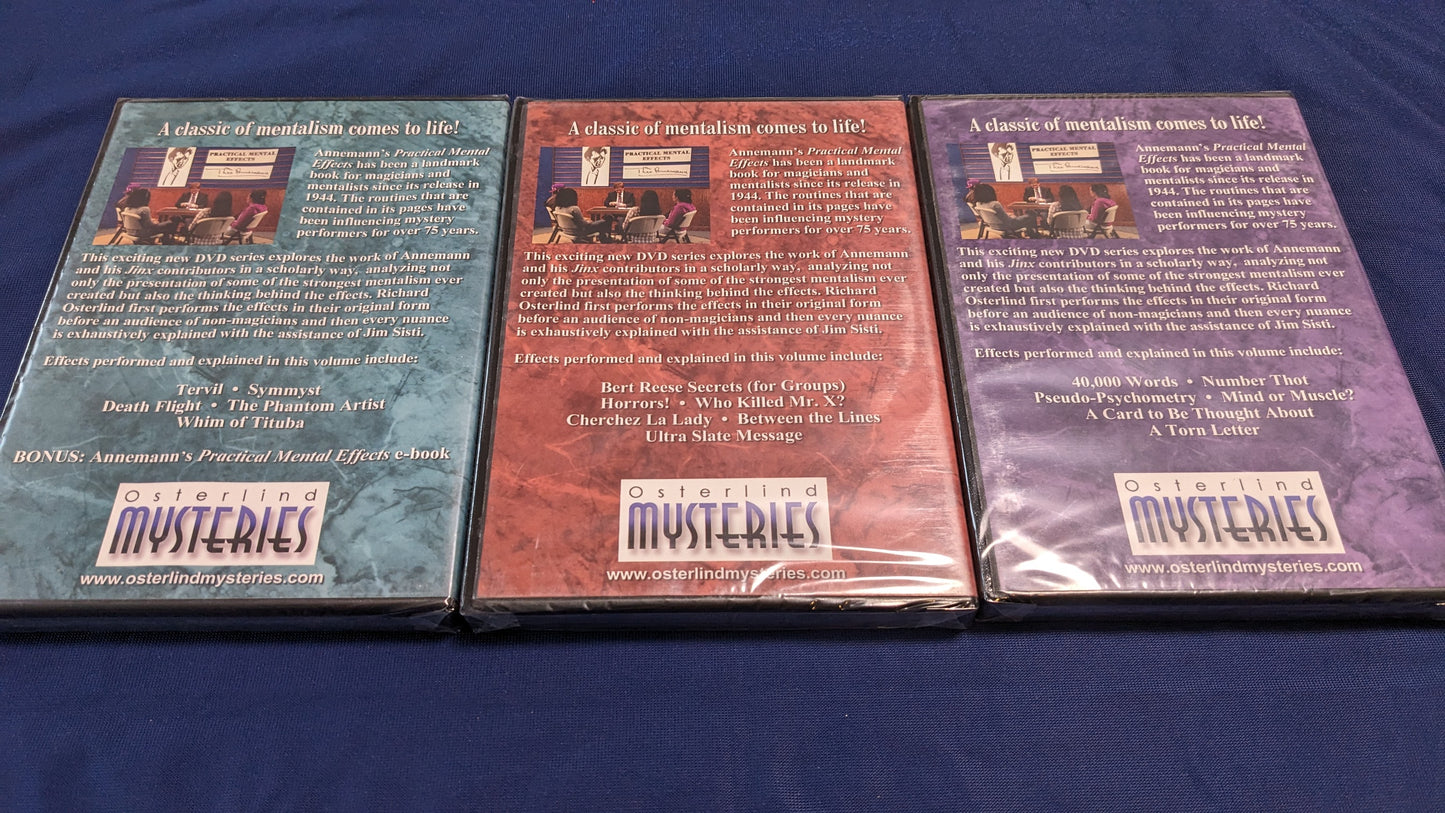 A classic of mentalism comes to life!
PRACTICAL MENTAL
EFFECTS
Annemann's Practical Mental
Effects has been a landmark
book for magicians and
mentalists since its release in
1944. The routines that are
contained in its pages have
been influencing mystery
performers for over 75 years.
This exciting new DVD series explores the work of Annemann
and his Jinx contributors in a scholarly way, analyzing not
only the presentation of some of the strongest mentalism ever
created but also the thinking behind the effects. Richard
Osterlind first performs the effects in their original form
before an audience of non-magicians and then every nuance
is exhaustively explained with the assistance of Jim Sisti.
Effects performed and explained in this volume include:
Tervil • Symmyst
Death Flight • The Phantom Artist
Whim of Tituba
BONUS: Annemann's Practical Mental Effects e-book
Osterlind
MYSTERIES
www.osterlindmysteries.com
A classic of mentalism comes to life!
PRACTICAL MENTAL
EFFECTS
Annemann's Practical Mental
Effects has been a landmark
book for magicians and
mentalists since its release in
1944. The routines that are
contained in its pages have
been influencing mystery
performers for over 75 years.
This exciting new DVD series explores the work of Annemann
and his Jinx contributors in a scholarly way, analyzing not
only the presentation of some of the strongest mentalism ever
created but also the thinking behind the effects. Richard
Osterlind first performs the effects in their original form
before an audience of non-magicians and then every nuance
is exhaustively explained with the assistance of Jim Sisti.
Effects performed and explained in this volume include:
Bert Reese Secrets (for Groups)
Horrors! • Who Killed Mr. X?
Cherchez La Lady • Between the Lines
Ultra Slate Message
Osterlind
MYSTERIES
www.osterlindmysteries.com
A classic of mentalism comes to life!
PRACTICAL MENTAL
EFFECTS
Annemann's Practical Mental
Effects has been a landmark
book for magicians and
mentalists since its release in
1944. The routines that are
contained in its pages have
been influencing mystery
performers for over 75 years.
This exciting new DVD series explores the work of Annemann
and his Jinx contributors in a scholarly way, analyzing not
only the presentation of some of the strongest mentalism ever
created but also the thinking behind the effects. Richard
Osterlind first performs the effects in their original form
before an audience of non-magicians and then every nuance
is exhaustively explained with the assistance of Jim Sisti.
Effects performed and explained in this volume include:
40,000 Words • Number Thot
Pseudo-Psychometry • Mind or Muscle?
A Card to Be Thought About
A Torn Letter
Osterlind
MYSTERIES
www.osterlindmysteries.com